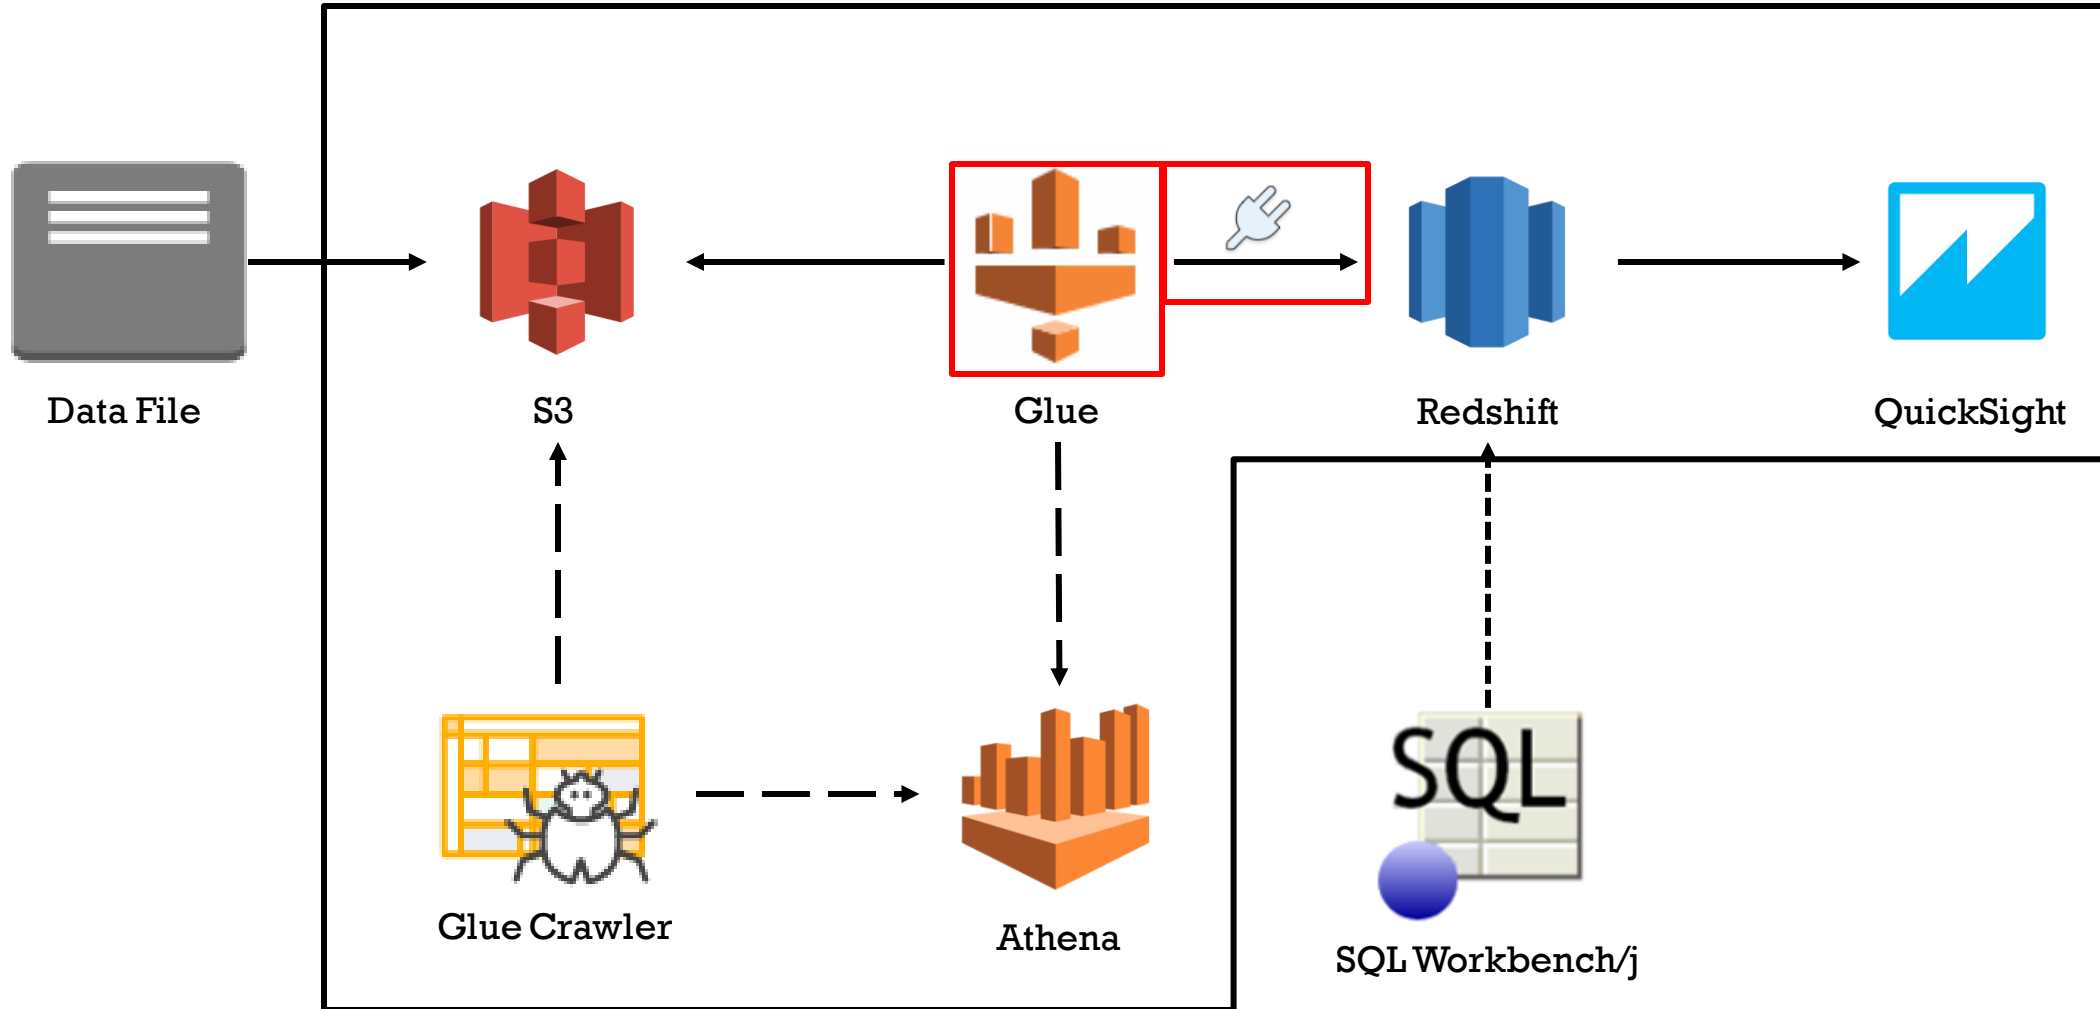 Data File
S3
Glue
Redshift
QuickSight
SQL
Glue Crawler
Athena
SQL Workbench/j